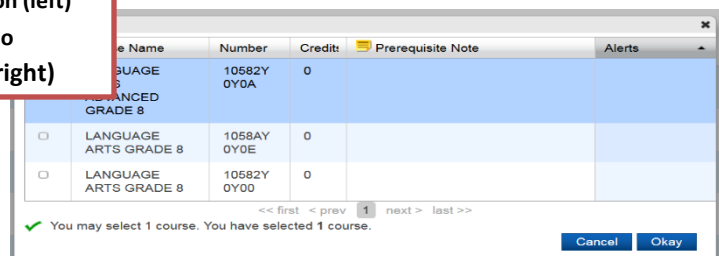 on (left)
o
right)
e Name Number Credits Prerequisite Note Alerts
GUAGE 10582Y 0
S 0Y0A
ADVANCED
GRADE 8
LANGUAGE 1058AY 0
ARTS GRADE 8 0Y0E
LANGUAGE 10582Y 0
ARTS GRADE 8 0Y00
<< first < prev 1 next > last >>
You may select 1 course. You have selected 1 course.
Cancel Okay